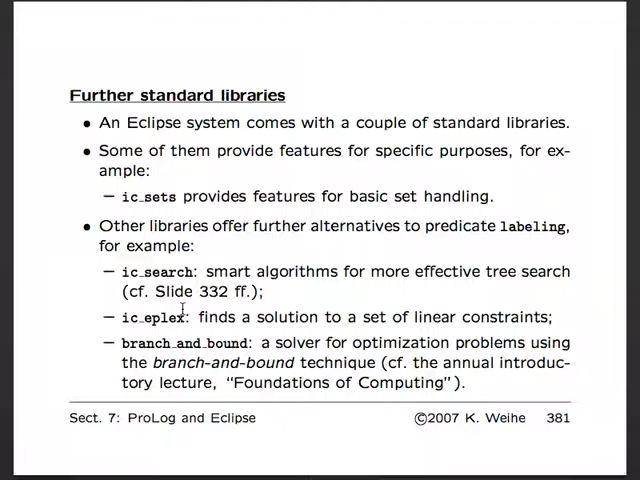 Further standard libraries
• An Eclipse system comes with a couple of standard libraries.
• Some of them provide features for specific purposes, for ex-
ample:
– ic_sets provides features for basic set handling.
• Other libraries offer further alternatives to predicate labeling,
for example:
– ic_search: smart algorithms for more effective tree search
(cf. Slide 332 ff.);
– ic_eplex: finds a solution to a set of linear constraints;
– branch_and_bound: a solver for optimization problems using
the branch-and-bound technique (cf. the annual introduc-
tory lecture, “Foundations of Computing”).
Sect. 7: ProLog and Eclipse ©2007 K. Weihe 381